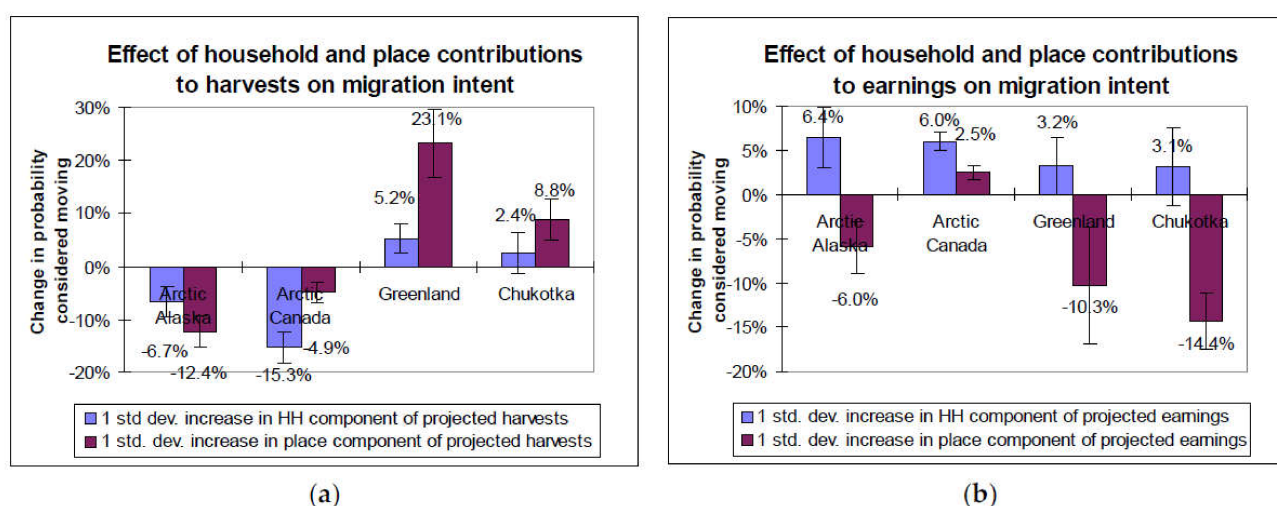 Effect of household and place contributions
to harvests on migration intent
Change in probability
considered moving
30%
20%
10%
0%
-10%
-20%
23.1%
5.2%
2.4%
8.8%
Arctic
Alaska
Arctic
Canada
Greenland
Chukotka
-6.7%
-12.4%
-15.3%
-4.9%
1 std dev. increase in HH component of projected harvests
1 std. dev. increase in place component of projected harvests
(a)
Effect of household and place contributions
to earnings on migration intent
Change in probability
considered moving
10%
5%
0%
-5%
-10%
-15%
-20%
6.4%
6.0%
2.5%
3.2%
3.1%
Arctic
Alaska
Arctic
Canada
Greenland
Chukotka
-6.0%
-10.3%
-14.4%
1 std. dev. increase in HH component of projected earnings
1 std. dev. increase in place component of projected earnings
(b)